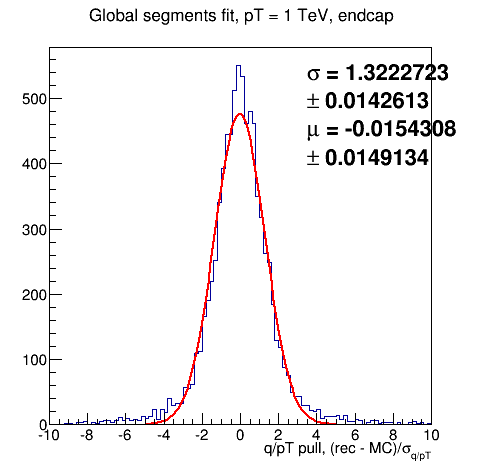 Global segments fit, pT = 1 TeV, endcap
σ = 1.3222723
± 0.0142613
μ = -0.0154308
± 0.0149134
500
400
300
200
100
0
-10 -8 -6 -4 -2 0 2 4 6 8 10
q/pT pull, (rec - MC)/σq/pT